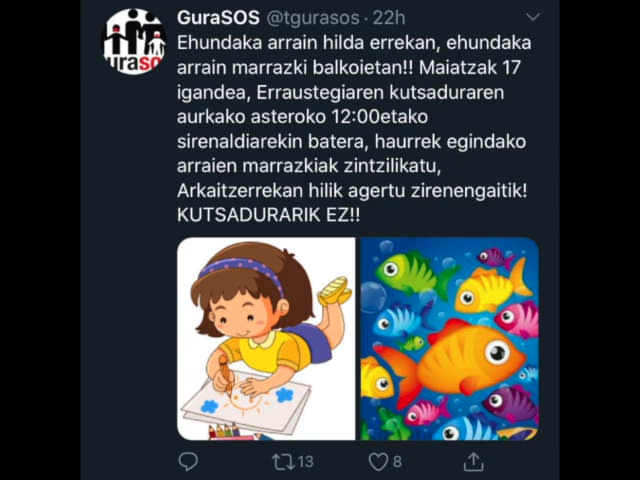 GuraSOS @tgurasos · 22h
Ehundaka arrain hilda errekan, ehundaka
arrain marrazki balkoietan!! Maiatzak 17
igandea, Erraustegiaren kutsaduraren
aurkako asteroko 12:00etako
sirenaldiarekin batera, haurrek egindako
arraien marrazkiak zintzilikatu,
Arkaitzerrekan hilik agertu zirenengaitik!
KUTSADURARIK EZ!!
13
8